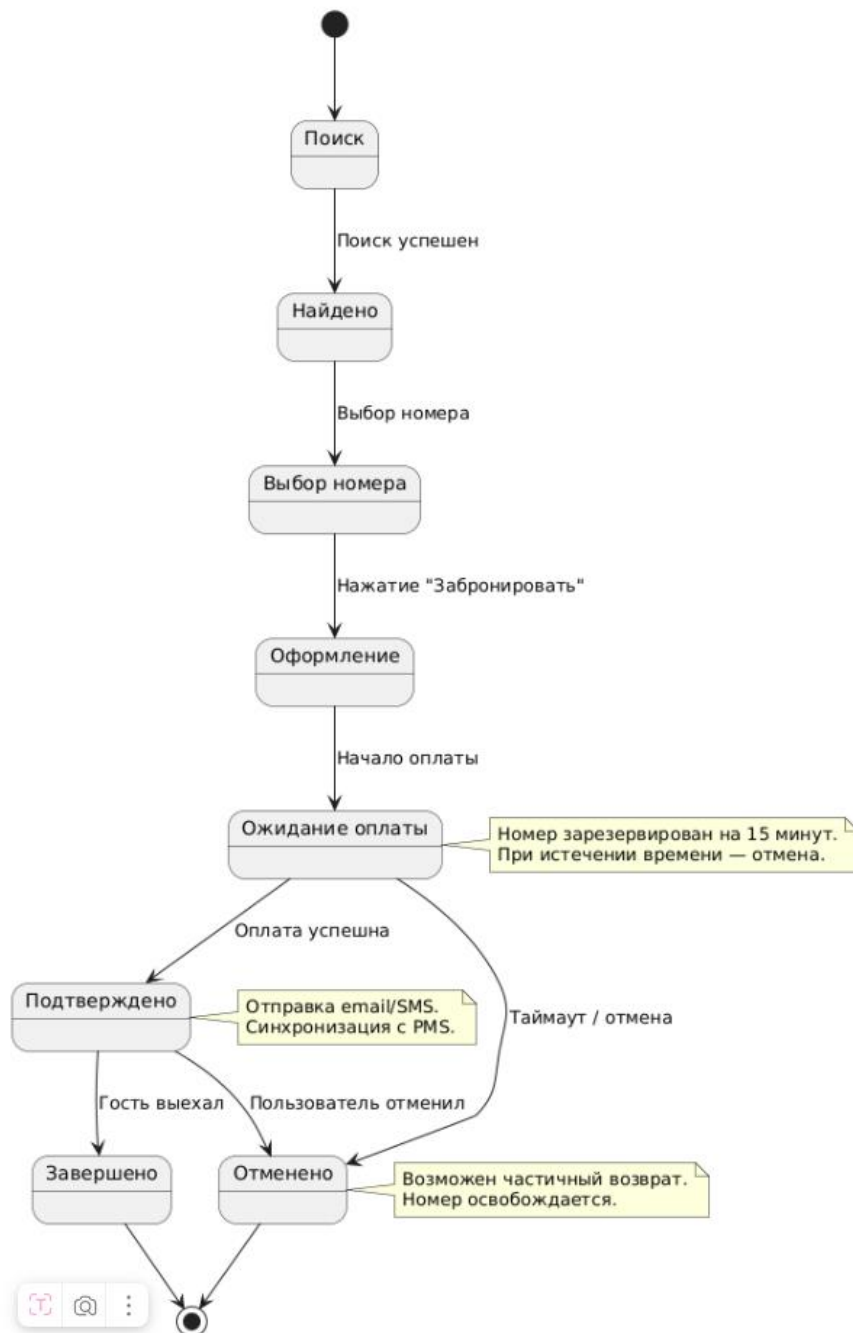 Поиск
Поиск успешен
Найдено
Выбор номера
Выбор номера
Нажатие "Забронировать"
Оформление
Начало оплаты
Ожидание оплаты
Номер зарезервирован на 15 минут.
При истечении времени — отмена.
Оплата успешна
Подтверждено
Отправка email/SMS.
Синхронизация с PMS.
Таймаут / отмена
Гость выехал
Пользователь отменил
Завершено
Отменено
Возможен частичный возврат.
Номер освобождается.